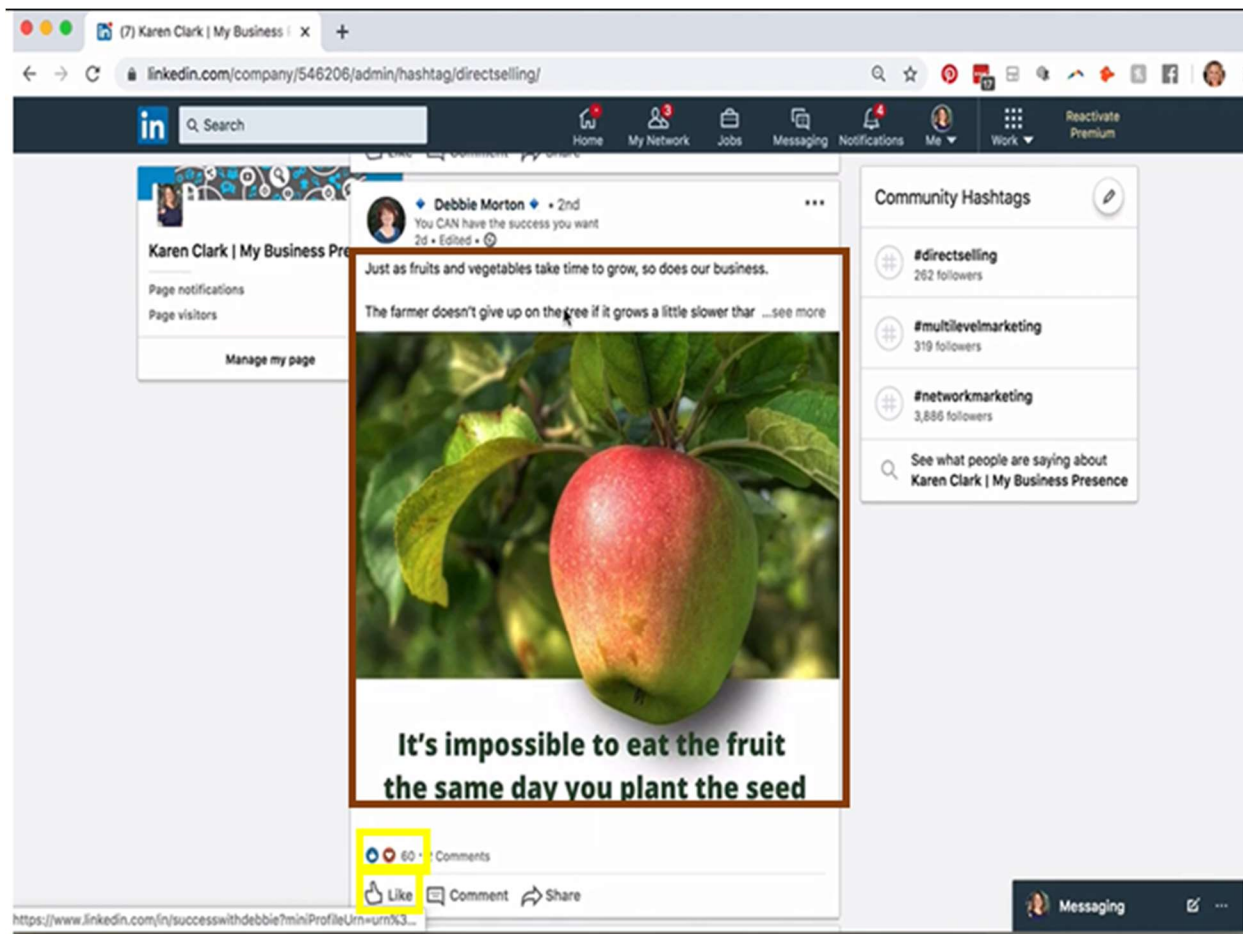 (7) Karen Clark | My Business
linkedin.com/company/546206/admin/hashtag/directselling/
17
in
Search
Home
3
My Network
Jobs
Messaging
4
Notifications
Me
Work
Reactivate
Premium
Karen Clark | My Business Pre
Page notifications
Page visitors
Manage my page
Debbie Morton • 2nd
You CAN have the success you want
2d • Edited •
Just as fruits and vegetables take time to grow, so does our business.
The farmer doesn't give up on the tree if it grows a little slower thar ...see more
It's impossible to eat the fruit
the same day you plant the seed
60 · 2 Comments
Like Comment Share
Community Hashtags
#directselling
262 followers
#multilevelmarketing
319 followers
#networkmarketing
3,886 followers
See what people are saying about
Karen Clark | My Business Presence
Messaging
https://www.linkedin.com/in/successwithdebbie?miniProfileUrn=urn%3...